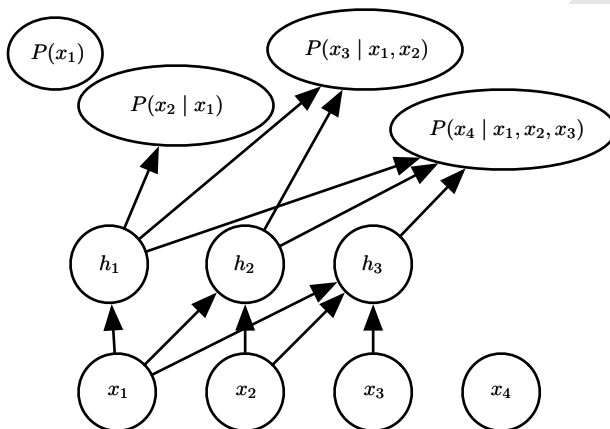 P(x₁)
P(x₃ | x₁, x₂)
P(x₂ | x₁)
P(x₄ | x₁, x₂, x₃)
h₁ h₂ h₃
x₁ x₂ x₃ x₄